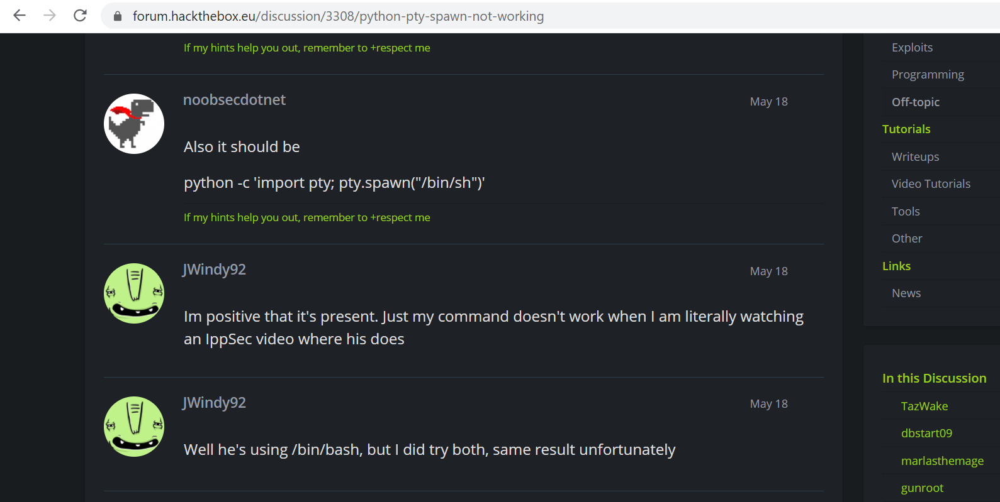 forum.hackthebox.eu/discussion/3308/python-pty-spawn-not-working
If my hints help you out, remember to +respect me
noobsecdotnet
May 18
Also it should be
python -c 'import pty; pty.spawn("/bin/sh")'
If my hints help you out, remember to +respect me
JWindy92
May 18
Im positive that it's present. Just my command doesn't work when I am literally watching
an IppSec video where his does
JWindy92
May 18
Well he's using /bin/bash, but I did try both, same result unfortunately
Exploits
Programming
Off-topic
Tutorials
Writeups
Video Tutorials
Tools
Other
Links
News
In this Discussion
TazWake
dbstart09
marlasthemage
gunroot